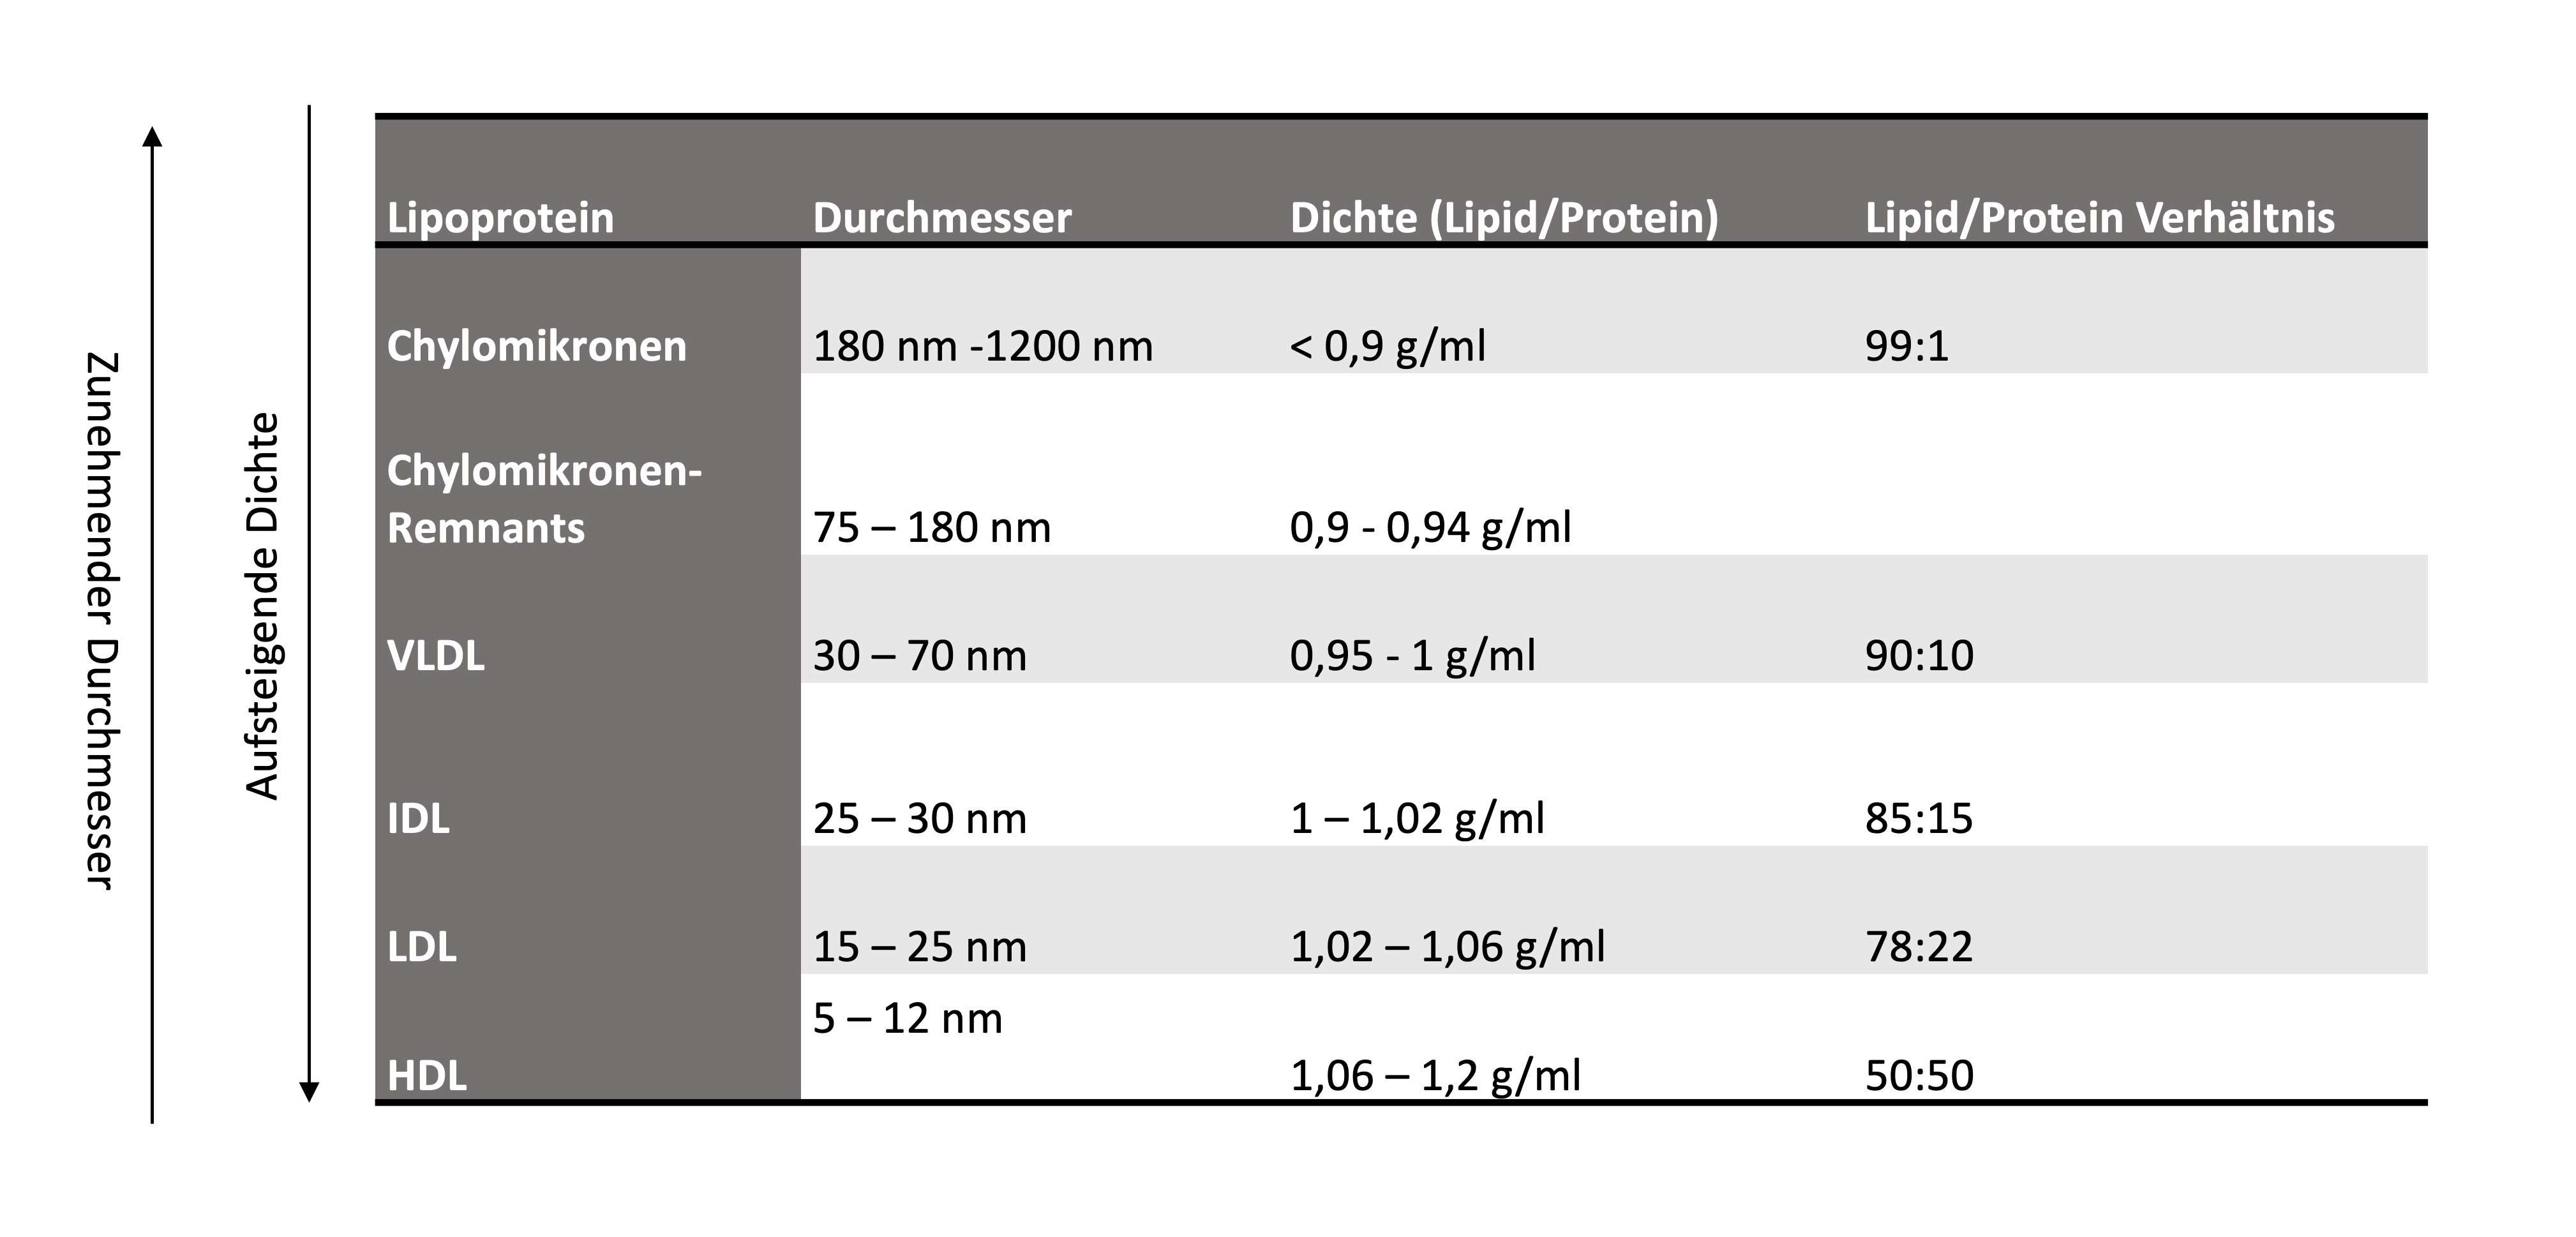 Zunehmender Durchmesser
Aufsteigende Dichte
Lipoprotein Durchmesser Dichte (Lipid/Protein) Lipid/Protein Verhältnis
Chylomikronen 180 nm -1200 nm < 0,9 g/ml 99:1
Chylomikronen-
Remnants 75 – 180 nm 0,9 - 0,94 g/ml
VLDL 30 – 70 nm 0,95 - 1 g/ml 90:10
IDL 25 – 30 nm 1 – 1,02 g/ml 85:15
LDL 15 – 25 nm 1,02 – 1,06 g/ml 78:22
5 – 12 nm
HDL 1,06 – 1,2 g/ml 50:50